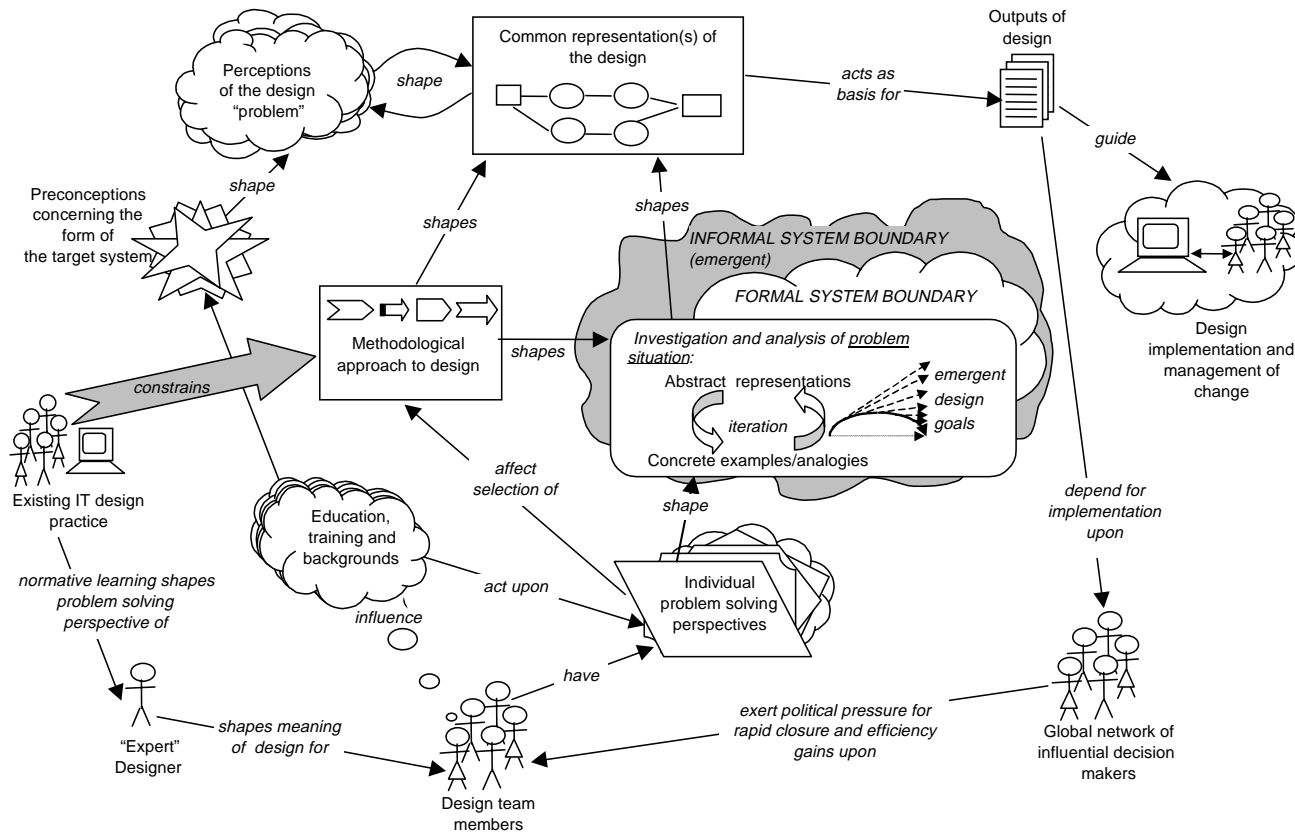 Common representation(s) of
the design
Outputs of
design
Perceptions
of the design
“problem”
shape
acts as
basis for
guide
shape
Preconceptions
concerning the
form of
the target system
shapes
shapes
INFORMAL SYSTEM BOUNDARY
(emergent)
FORMAL SYSTEM BOUNDARY
Design
implementation and
management of
change
Methodological
approach to design
shapes
Investigation and analysis of problem
situation:
Abstract representations
iteration
Concrete examples/analogies
emergent
design
goals
constrains
Existing IT design
practice
affect
selection of
shape
depend for
implementation
upon
Education,
training and
backgrounds
influence
act upon
Individual
problem solving
perspectives
normative learning shapes
problem solving
perspective of
have
“Expert”
Designer
shapes meaning
of design for
Design team
members
exert political pressure for
rapid closure and efficiency
gains upon
Global network of
influential decision
makers